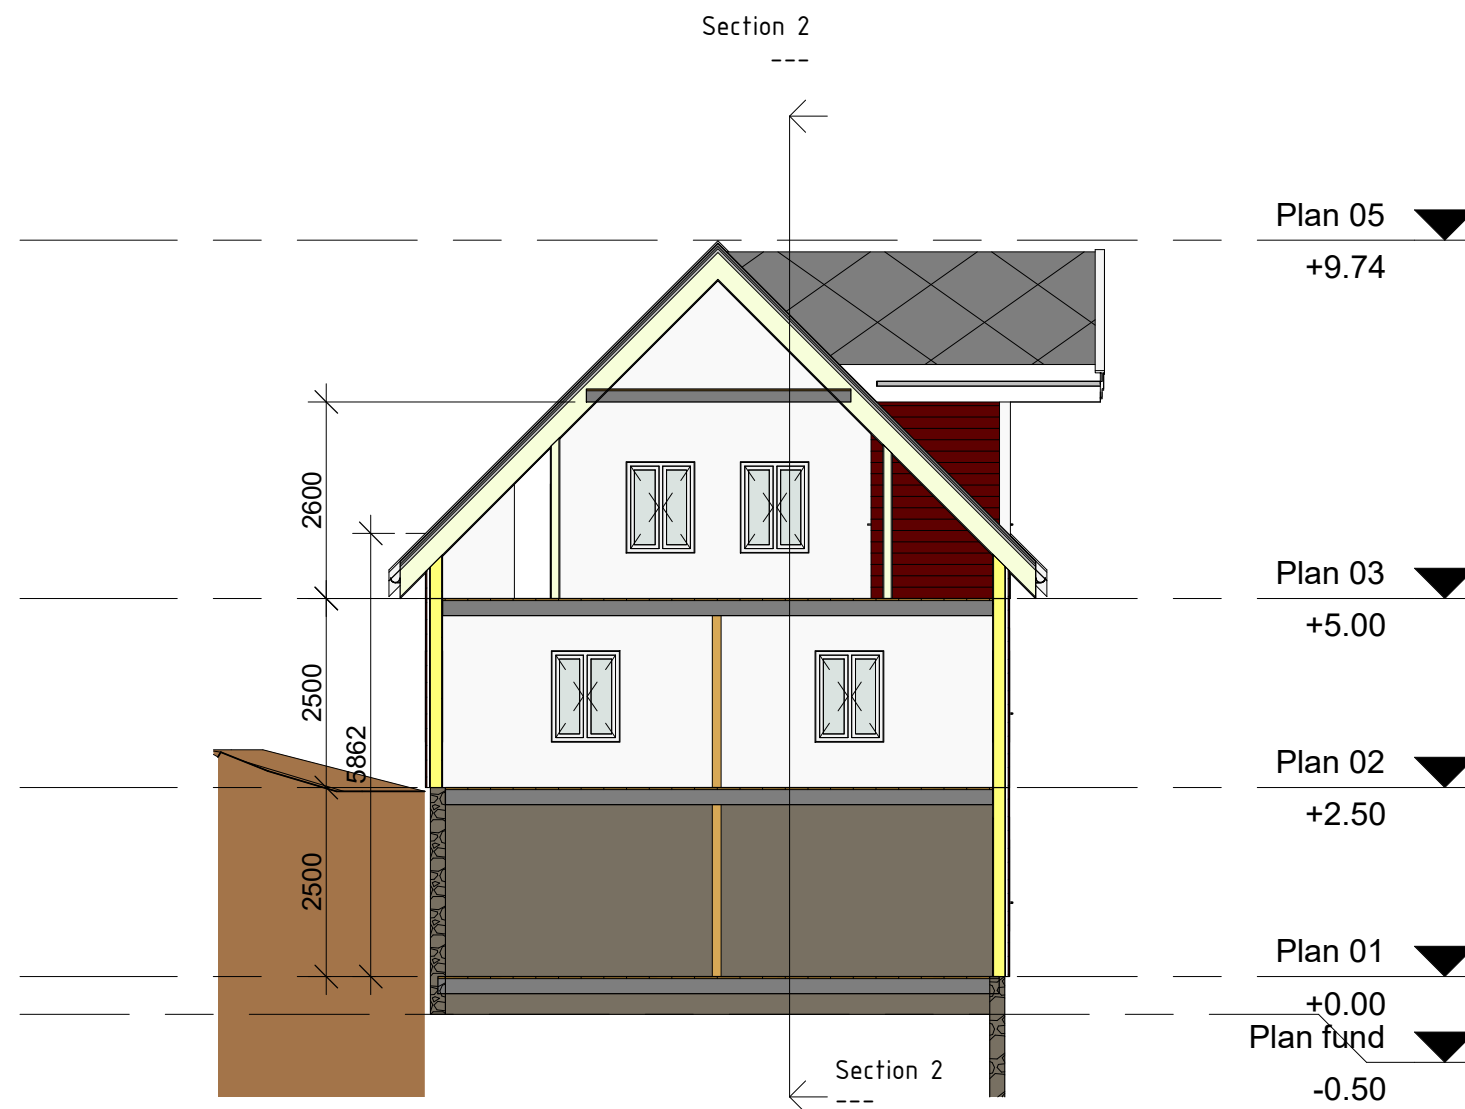 Section 2
---
Plan 05
+9.74
2600
Plan 03
+5.00
2500
5862
Plan 02
+2.50
2500
Plan 01
+0.00
Plan fund
-0.50
Section 2
---